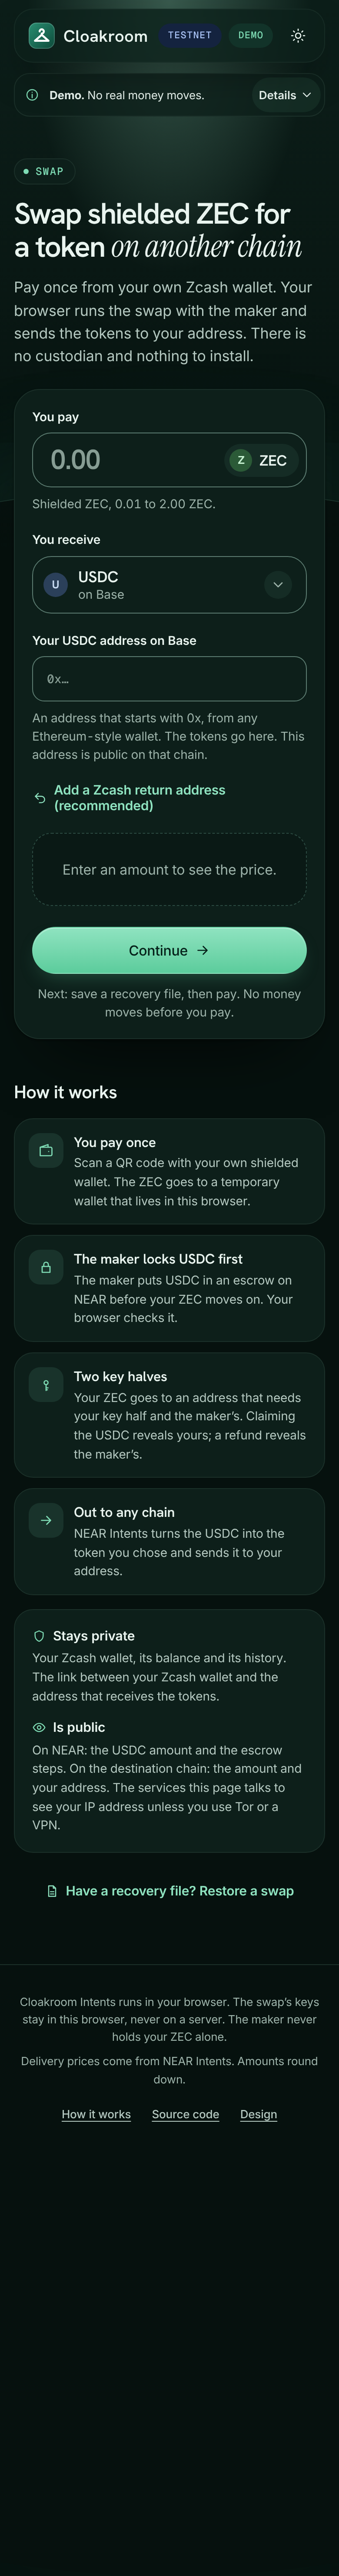 Cloakroom TESTNET DEMO
Demo. No real money moves. Details
SWAP
Swap shielded ZEC for
a token on another chain
Pay once from your own Zcash wallet. Your
browser runs the swap with the maker and
sends the tokens to your address. There is
no custodian and nothing to install.
You pay
0.00 Z ZEC
Shielded ZEC, 0.01 to 2.00 ZEC.
You receive
U USDC
on Base
Your USDC address on Base
0x…
An address that starts with 0x, from any
Ethereum-style wallet. The tokens go here. This
address is public on that chain.
Add a Zcash return address
(recommended)
Enter an amount to see the price.
Continue →
Next: save a recovery file, then pay. No money
moves before you pay.
How it works
You pay once
Scan a QR code with your own shielded
wallet. The ZEC goes to a temporary
wallet that lives in this browser.
The maker locks USDC first
The maker puts USDC in an escrow on
NEAR before your ZEC moves on. Your
browser checks it.
Two key halves
Your ZEC goes to an address that needs
your key half and the maker’s. Claiming
the USDC reveals yours; a refund reveals
the maker’s.
Out to any chain
NEAR Intents turns the USDC into the
token you chose and sends it to your
address.
Stays private
Your Zcash wallet, its balance and its history.
The link between your Zcash wallet and the
address that receives the tokens.
Is public
On NEAR: the USDC amount and the escrow
steps. On the destination chain: the amount and
your address. The services this page talks to
see your IP address unless you use Tor or a
VPN.
Have a recovery file? Restore a swap
Cloakroom Intents runs in your browser. The swap’s keys
stay in this browser, never on a server. The maker never
holds your ZEC alone.
Delivery prices come from NEAR Intents. Amounts round
down.
How it works Source code Design